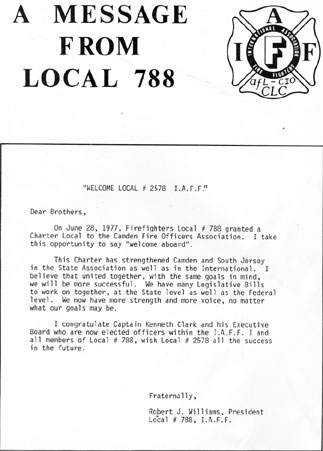 A MESSAGE
FROM
LOCAL 788
I A F F
INTERNATIONAL ASSOCIATION
FIRE FIGHTERS
AFL-CIO
CLC
"WELCOME LOCAL # 2578 I.A.F.F."
Dear Brothers,
On June 28, 1977, Firefighters Local # 788 granted a
Charter Local to the Camden Fire Officers Association. I take
this opportunity to say "welcome aboard".
This Charter has strengthened Camden and South Jersey
in the State Association as well as in the International. I
believe that united together, with the same goals in mind,
we will be more successful. We have many Legislative Bills
to work on together, at the State level as well as the Federal
level. We now have more strength and more voice, no matter
what our goals may be.
I congratulate Captain Kenneth Clark and his Executive
Board who are now elected officers within the I.A.F.F. I and
all members of Local # 788, wish Local # 2578 all the success
in the future.
Fraternally,
Robert J. Williams, President
Local # 788, I.A.F.F.